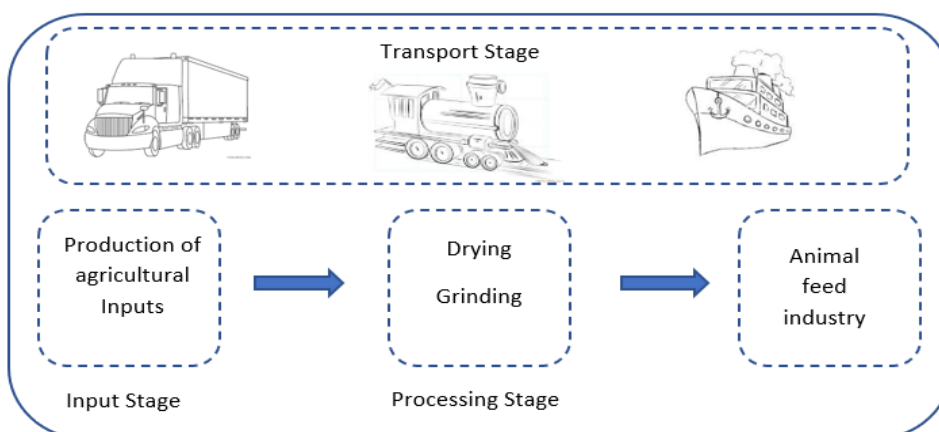 Transport Stage
Production of
agricultural
Inputs
Drying
Grinding
Animal
feed
industry
Input Stage
Processing Stage